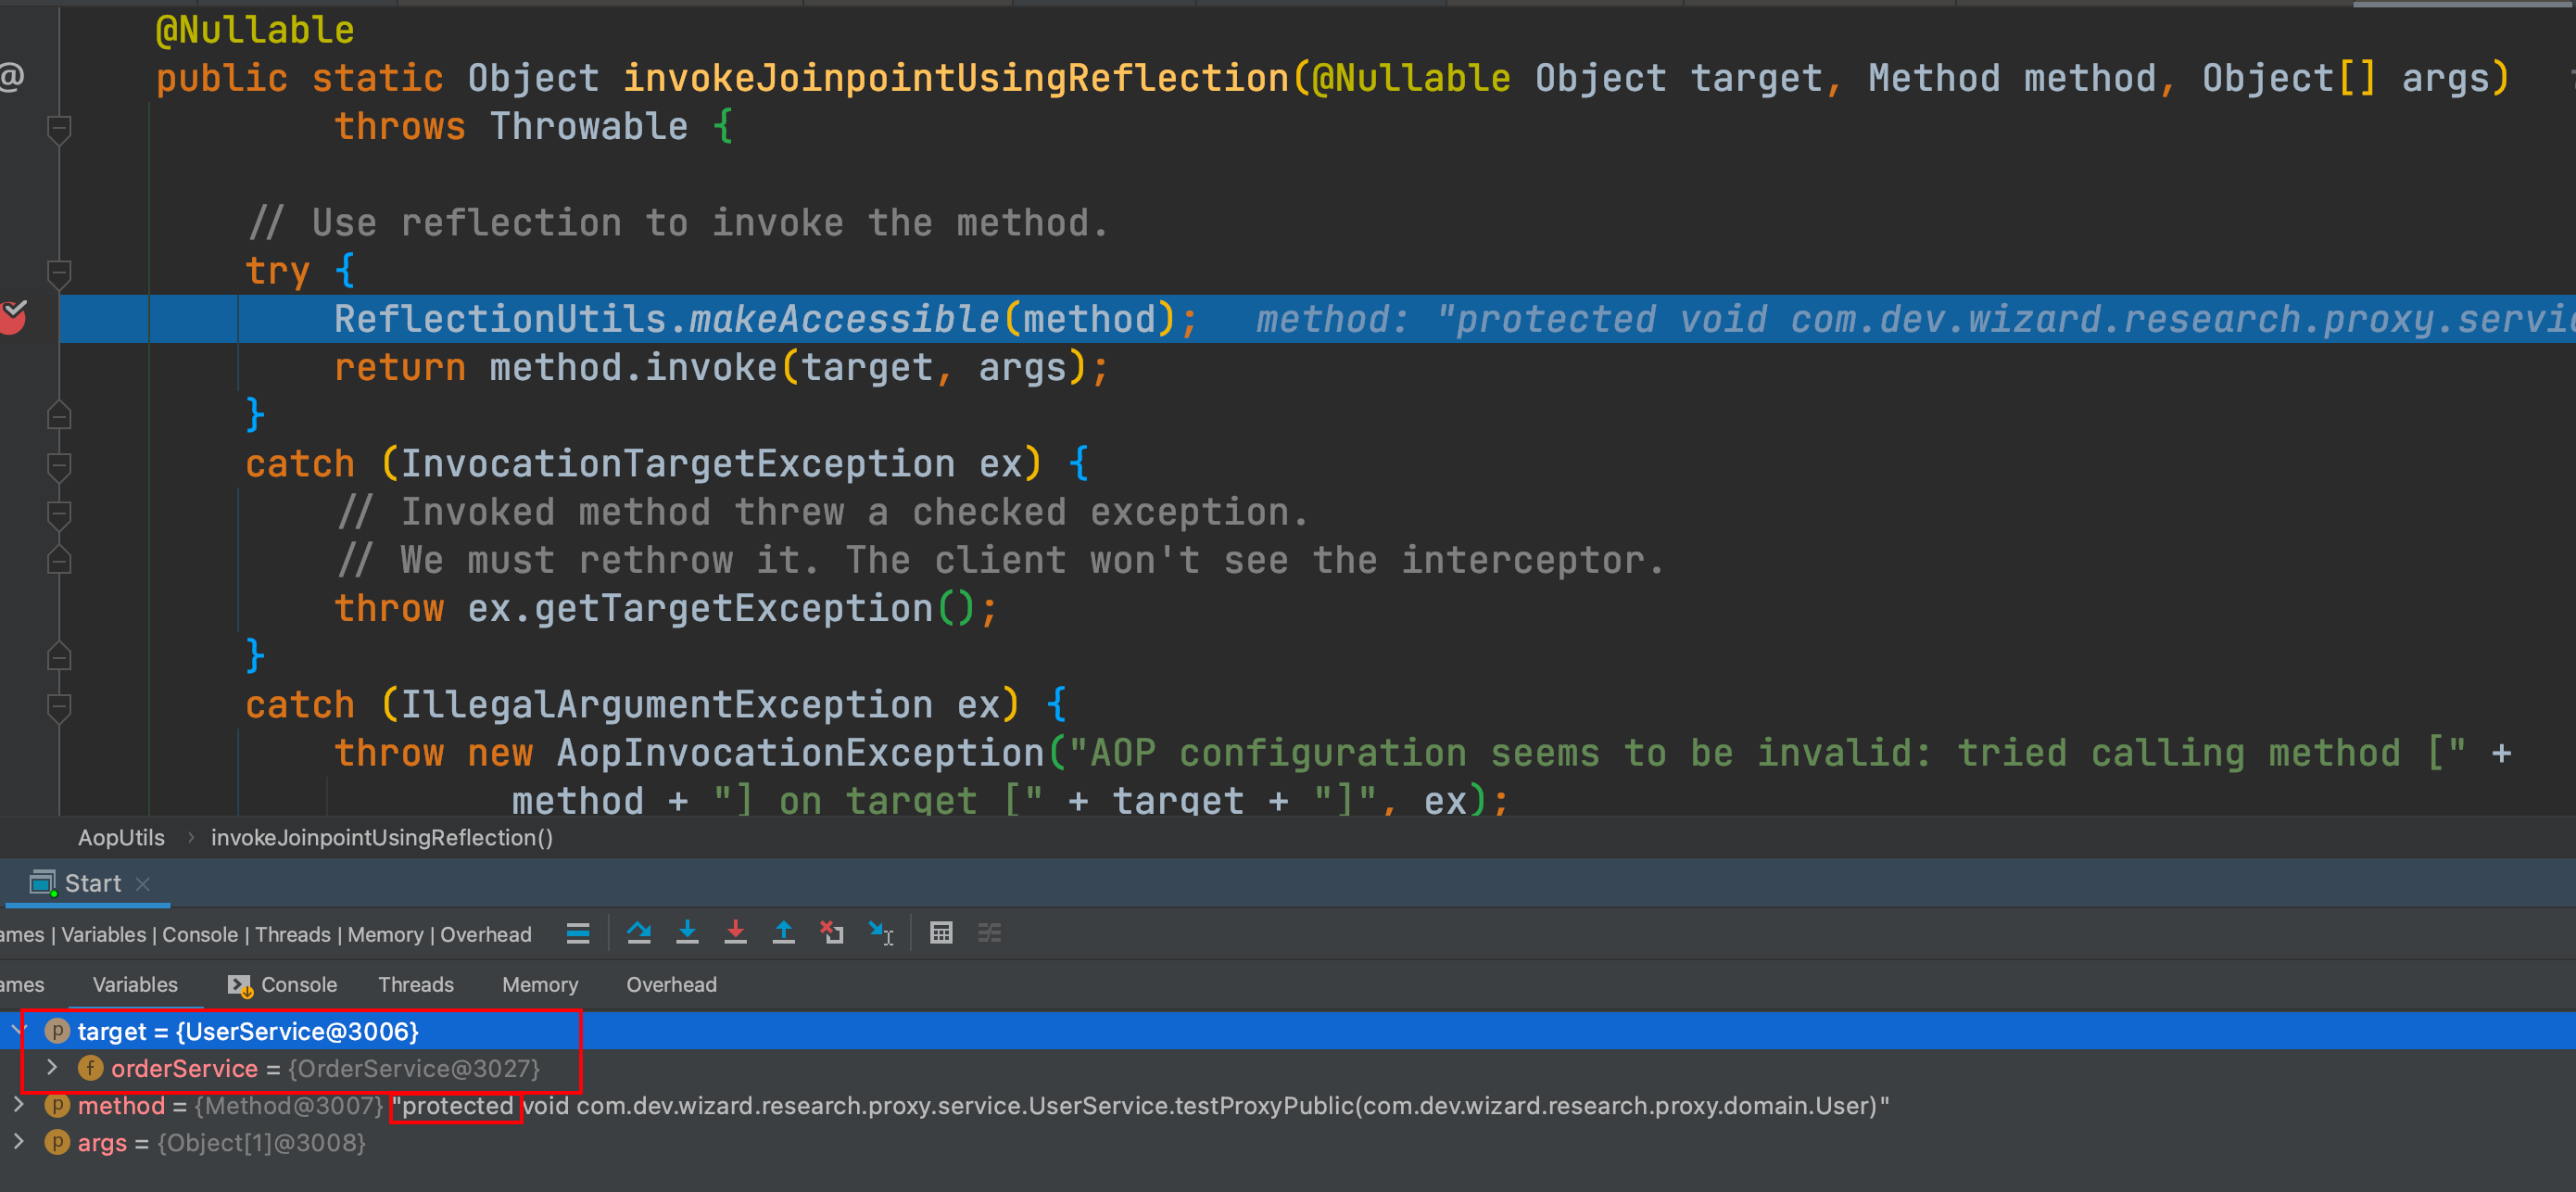 @Nullable
@ public static Object invokeJoinpointUsingReflection(@Nullable Object target, Method method, Object[] args)
throws Throwable {
// Use reflection to invoke the method.
try {
ReflectionUtils.makeAccessible(method); method: "protected void com.dev.wizard.research.proxy.servic
return method.invoke(target, args);
}
catch (InvocationTargetException ex) {
// Invoked method threw a checked exception.
// We must rethrow it. The client won't see the interceptor.
throw ex.getTargetException();
}
catch (IllegalArgumentException ex) {
throw new AopInvocationException("AOP configuration seems to be invalid: tried calling method [" +
method + "] on target [" + target + "]", ex);
AopUtils › invokeJoinpointUsingReflection()
Start ×
ames | Variables | Console | Threads | Memory | Overhead
ames Variables Console Threads Memory Overhead
p target = {UserService@3006}
f orderService = {OrderService@3027}
p method = {Method@3007} "protected void com.dev.wizard.research.proxy.service.UserService.testProxyPublic(com.dev.wizard.research.proxy.domain.User)"
p args = {Object[1]@3008}